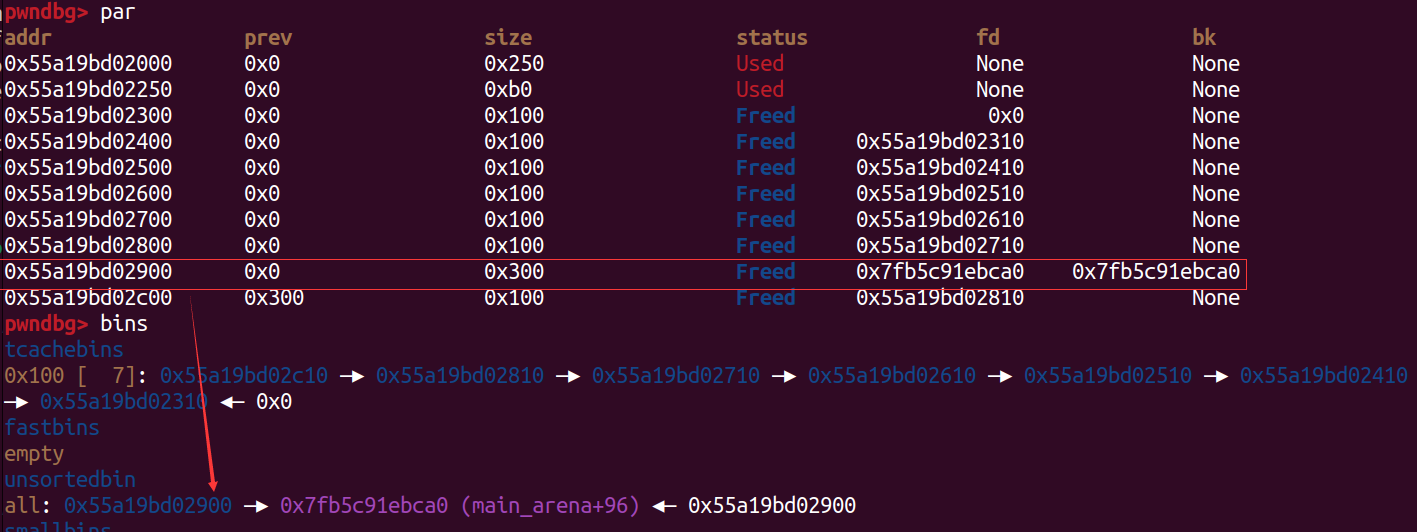 pwndbg> par
addr prev size status fd bk
0x55a19bd02000 0x0 0x250 Used None None
0x55a19bd02250 0x0 0xb0 Used None None
0x55a19bd02300 0x0 0x100 Freed 0x0 None
0x55a19bd02400 0x0 0x100 Freed 0x55a19bd02310 None
0x55a19bd02500 0x0 0x100 Freed 0x55a19bd02410 None
0x55a19bd02600 0x0 0x100 Freed 0x55a19bd02510 None
0x55a19bd02700 0x0 0x100 Freed 0x55a19bd02610 None
0x55a19bd02800 0x0 0x100 Freed 0x55a19bd02710 None
0x55a19bd02900 0x0 0x300 Freed 0x7fb5c91ebca0 0x7fb5c91ebca0
0x55a19bd02c00 0x300 0x100 Freed 0x55a19bd02810 None
pwndbg> bins
tcachebins
0x100 [ 7]: 0x55a19bd02c10 —▸ 0x55a19bd02810 —▸ 0x55a19bd02710 —▸ 0x55a19bd02610 —▸ 0x55a19bd02510 —▸ 0x55a19bd02410
—▸ 0x55a19bd02310 ◂— 0x0
fastbins
empty
unsortedbin
all: 0x55a19bd02900 —▸ 0x7fb5c91ebca0 (main_arena+96) ◂— 0x55a19bd02900
smallbins